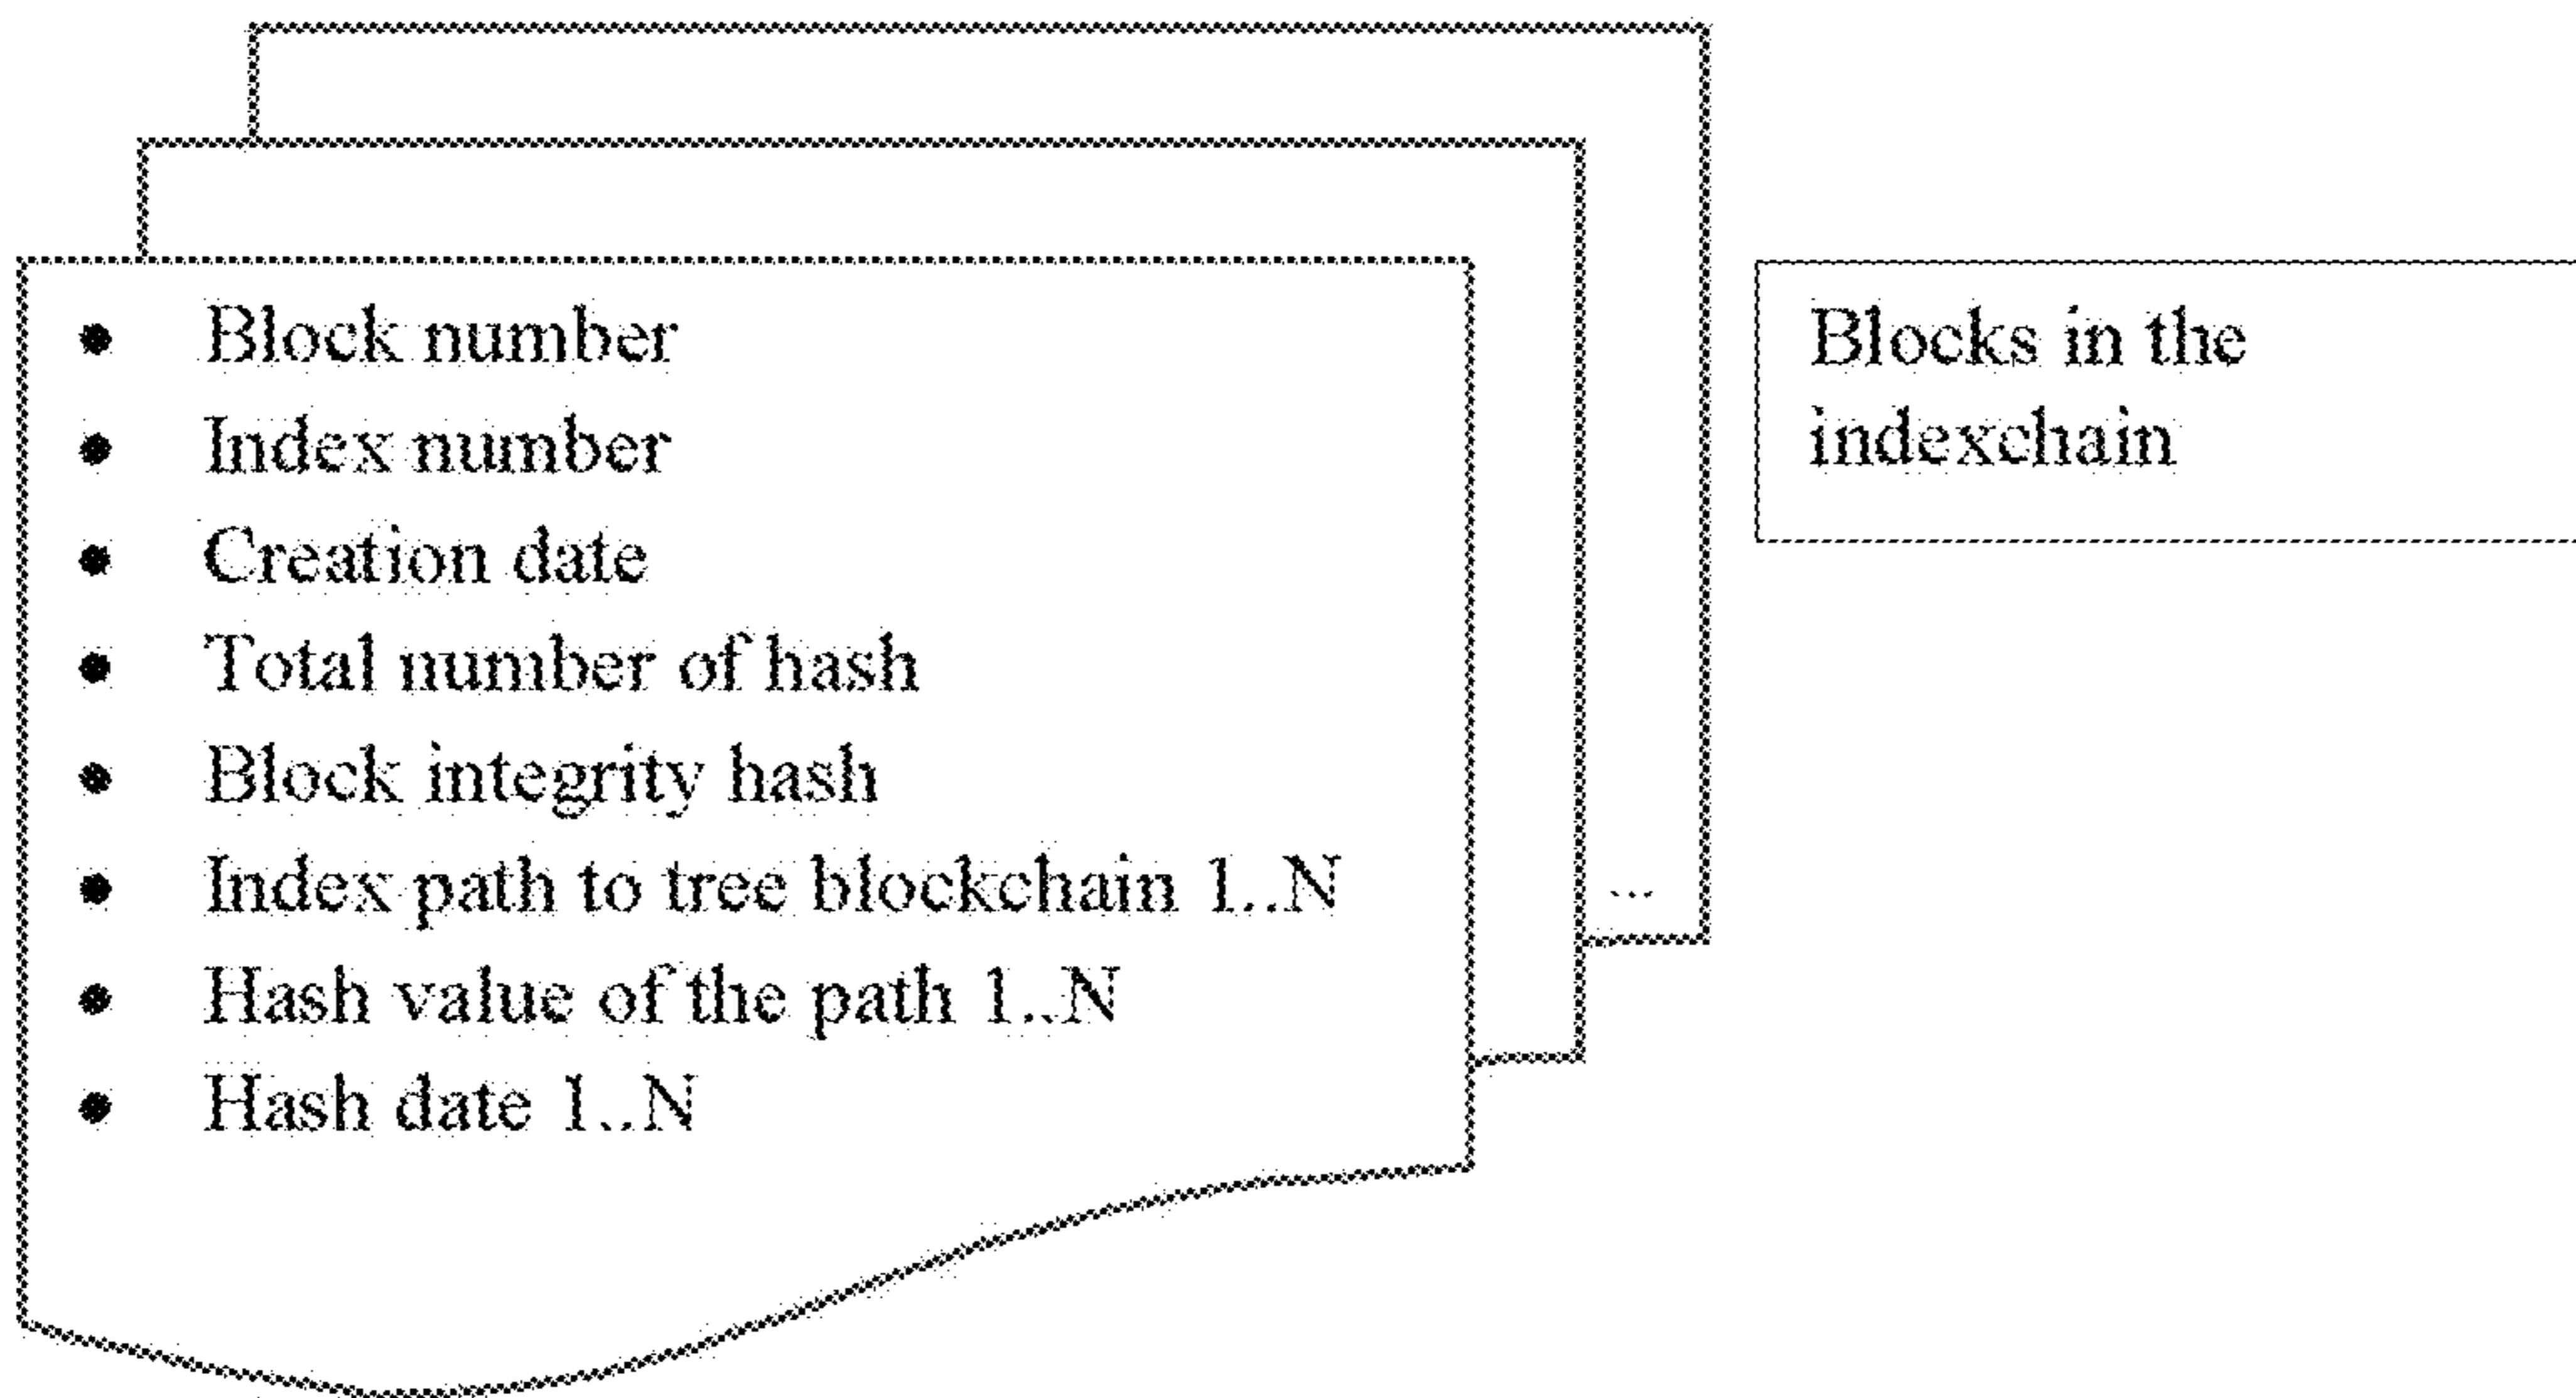 • Block number
• Index number
• Creation date
• Total number of hash
• Block integrity hash
• Index path to tree blockchain 1..N
• Hash value of the path 1..N
• Hash date 1..N
...
Blocks in the
indexchain